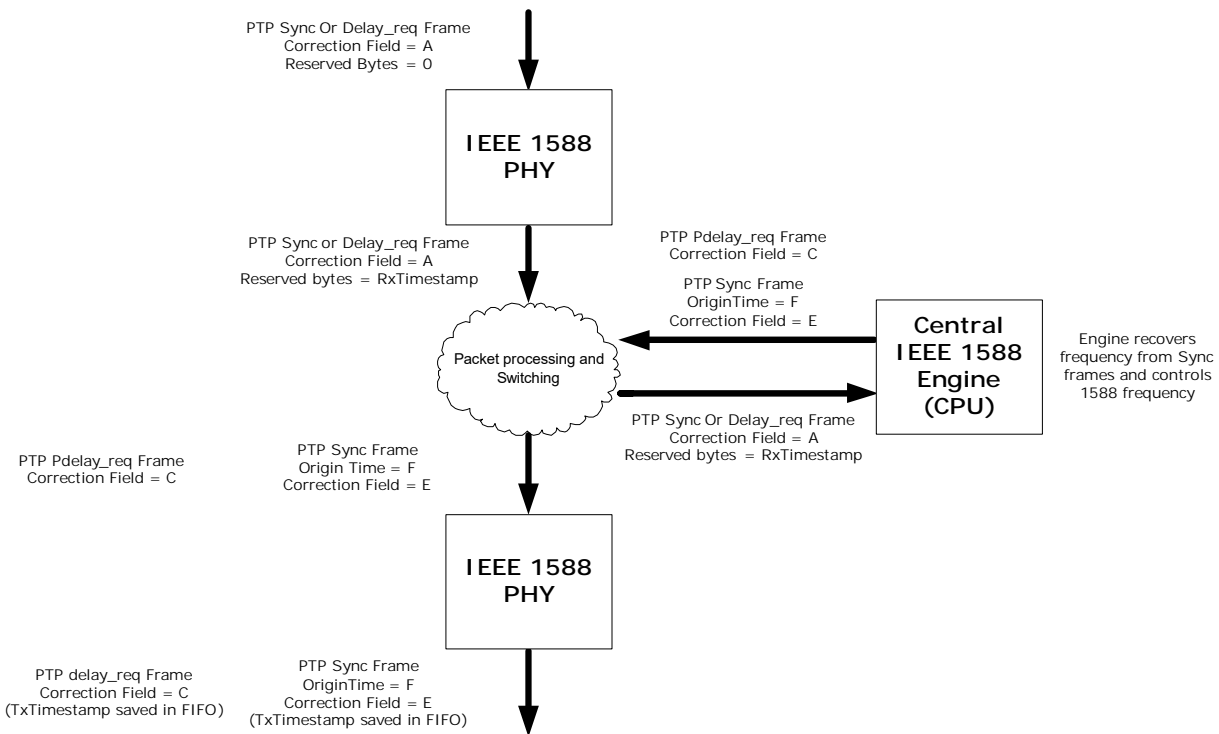 PTP Sync Or Delay_req Frame
Correction Field = A
Reserved Bytes = 0
IEEE 1588
PHY
PTP Sync or Delay_req Frame
Correction Field = A
Reserved bytes = RxTimestamp
PTP Pdelay_req Frame
Correction Field = C
PTP Sync Frame
OriginTime = F
Correction Field = E
Packet processing and
Switching
Central
IEEE 1588
Engine
(CPU)
Engine recovers
frequency from Sync
frames and controls
1588 frequency
PTP Sync Or Delay_req Frame
Correction Field = A
Reserved bytes = RxTimestamp
PTP Pdelay_req Frame
Correction Field = C
PTP Sync Frame
Origin Time = F
Correction Field = E
IEEE 1588
PHY
PTP delay_req Frame
Correction Field = C
(TxTimestamp saved in FIFO)
PTP Sync Frame
OriginTime = F
Correction Field = E
(TxTimestamp saved in FIFO)